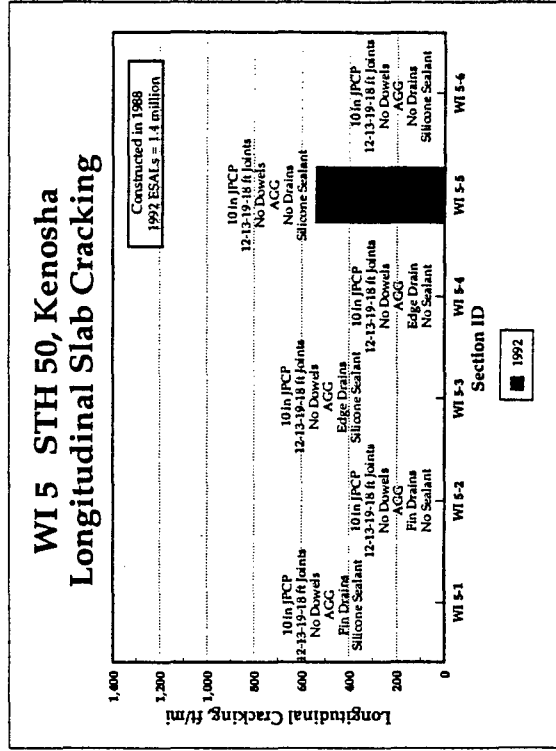 WI 5 STH 50, Kenosha
Longitudinal Slab Cracking
Constructed in 1988
1992 ESALs = 1.4 million
Longitudinal Cracking, ft/mi
1,400
1,200
1,000
800
600
400
200
0
10 in JPCP
12-13-19-18 ft Joints
No Dowels
AGG
Fin Drains
Silicone Sealant
10 in JPCP
12-13-19-18 ft Joints
No Dowels
AGG
Fin Drains
No Sealant
10 in JPCP
12-13-19-18 ft Joints
No Dowels
AGG
Edge Drains
Silicone Sealant
10 in JPCP
12-13-19-18 ft Joints
No Dowels
AGG
Edge Drain
No Sealant
10 in JPCP
12-13-19-18 ft Joints
No Dowels
AGG
No Drains
Silicone Sealant
10 in JPCP
12-13-19-18 ft Joints
No Dowels
AGG
No Drains
Silicone Sealant
WI 5-1
WI 5-2
WI 5-3
WI 5-4
WI 5-5
WI 5-6
Section ID
1992